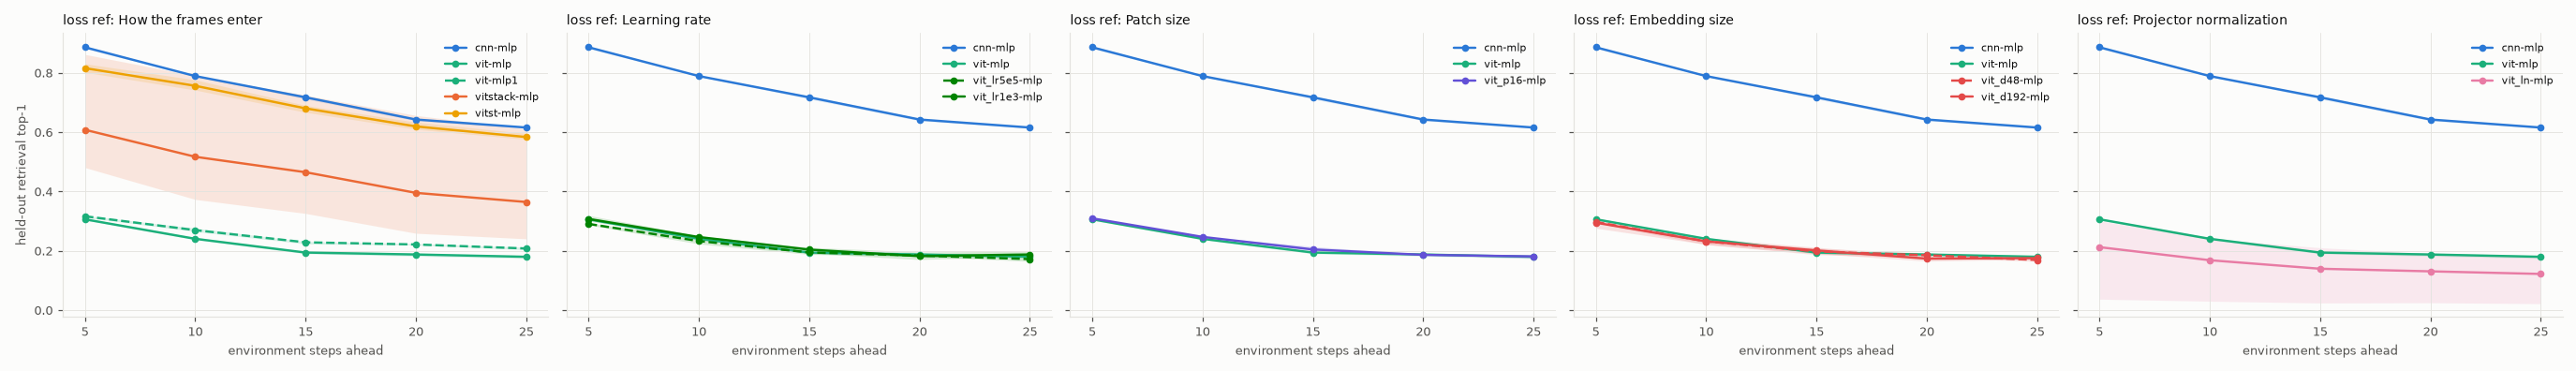 loss ref: How the frames enter
held-out retrieval top-1
0.8
0.6
0.4
0.2
0.0
cnn-mlp
vit-mlp
vit-mlp1
vitstack-mlp
vitst-mlp
5 10 15 20 25
environment steps ahead
loss ref: Learning rate
cnn-mlp
vit-mlp
vit_lr5e5-mlp
vit_lr1e3-mlp
5 10 15 20 25
environment steps ahead
loss ref: Patch size
cnn-mlp
vit-mlp
vit_p16-mlp
5 10 15 20 25
environment steps ahead
loss ref: Embedding size
cnn-mlp
vit-mlp
vit_d48-mlp
vit_d192-mlp
5 10 15 20 25
environment steps ahead
loss ref: Projector normalization
cnn-mlp
vit-mlp
vit_ln-mlp
5 10 15 20 25
environment steps ahead